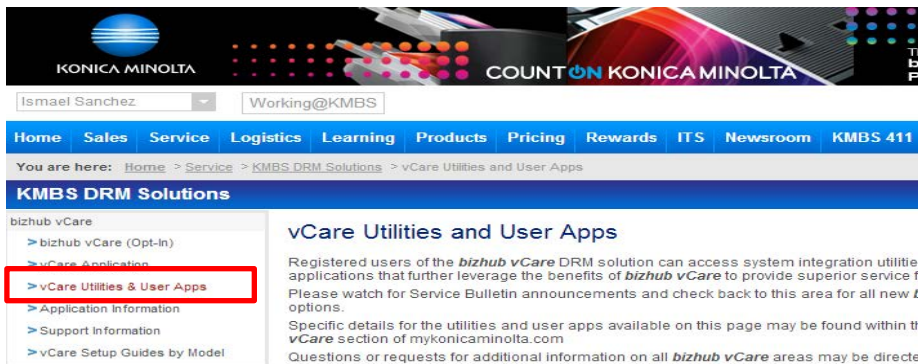 KONICA MINOLTA
COUNT ON KONICA MINOLTA
Ismael Sanchez
Working@KMBS
Home Sales Service Logistics Learning Products Pricing Rewards ITS Newsroom KMBS 411
You are here: Home > Service > KMBS DRM Solutions > vCare Utilities and User Apps
KMBS DRM Solutions
bizhub vCare
> bizhub vCare (Opt-In)
> vCare Application
> vCare Utilities & User Apps
> Application Information
> Support Information
> vCare Setup Guides by Model
vCare Utilities and User Apps
Registered users of the bizhub vCare DRM solution can access system integration utilitie
applications that further leverage the benefits of bizhub vCare to provide superior service f
Please watch for Service Bulletin announcements and check back to this area for all new b
options.
Specific details for the utilities and user apps available on this page may be found within th
vCare section of mykonicaminolta.com
Questions or requests for additional information on all bizhub vCare areas may be directe